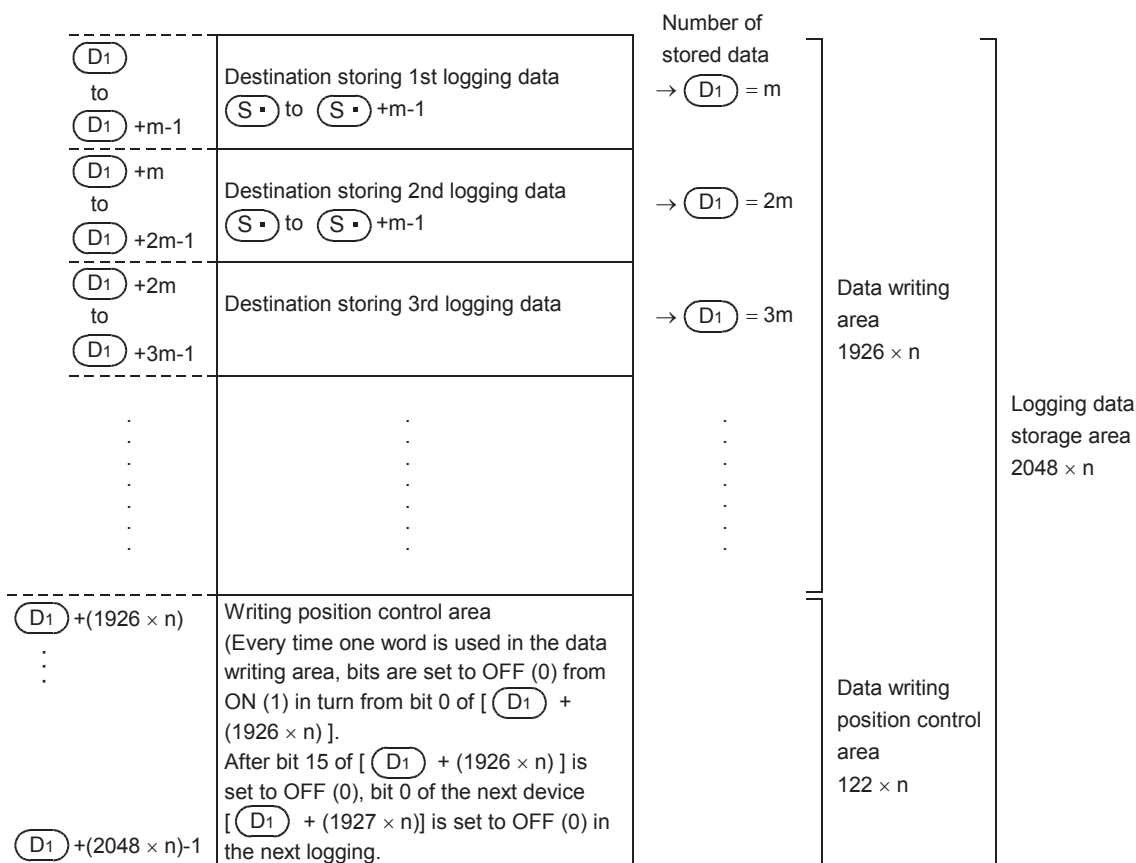 Number of
stored data
D1
to
D1 +m-1
Destination storing 1st logging data
S· to S· +m-1
→ D1 = m
D1 +m
to
D1 +2m-1
Destination storing 2nd logging data
S· to S· +m-1
→ D1 = 2m
D1 +2m
to
D1 +3m-1
Destination storing 3rd logging data
→ D1 = 3m
Data writing
area
1926 × n
Logging data
storage area
2048 × n
D1 +(1926 × n)
D1 +(2048 × n)-1
Writing position control area
(Every time one word is used in the data
writing area, bits are set to OFF (0) from
ON (1) in turn from bit 0 of [ D1 +
(1926 × n) ].
After bit 15 of [ D1 + (1926 × n) ] is
set to OFF (0), bit 0 of the next device
[ D1 + (1927 × n)] is set to OFF (0) in
the next logging.
Data writing
position control
area
122 × n